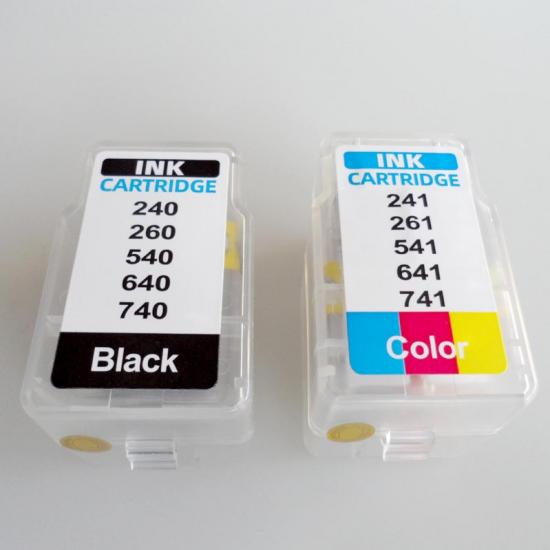 INK
CARTRIDGE
240
260
540
640
740
Black
INK
CARTRIDGE
241
261
541
641
741
Color